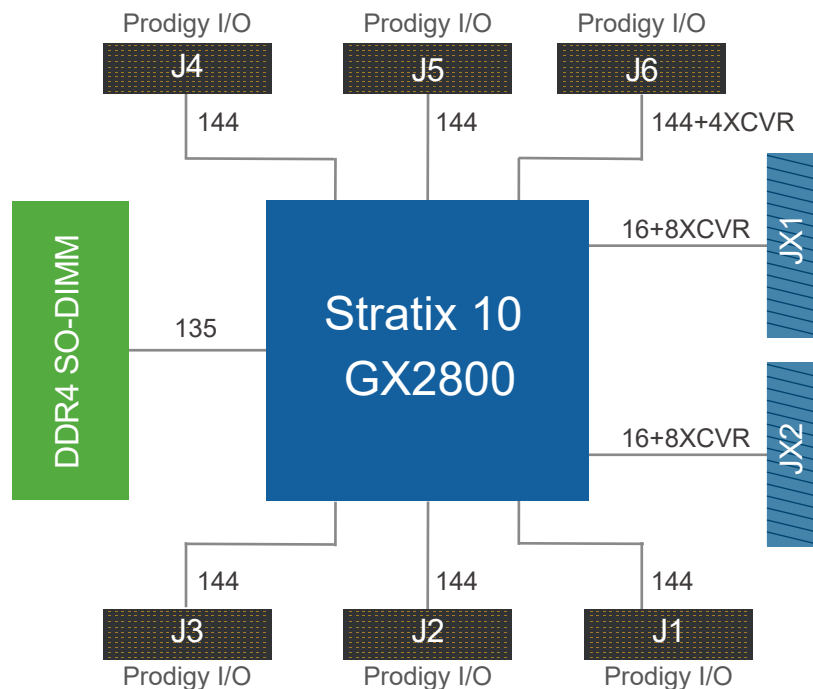 Prodigy I/O
Prodigy I/O
Prodigy I/O
J4
J5
J6
144
144
144+4XCVR
DDR4 SO-DIMM
135
Stratix 10
GX2800
16+8XCVR
JX1
16+8XCVR
JX2
144
144
144
J3
J2
J1
Prodigy I/O
Prodigy I/O
Prodigy I/O